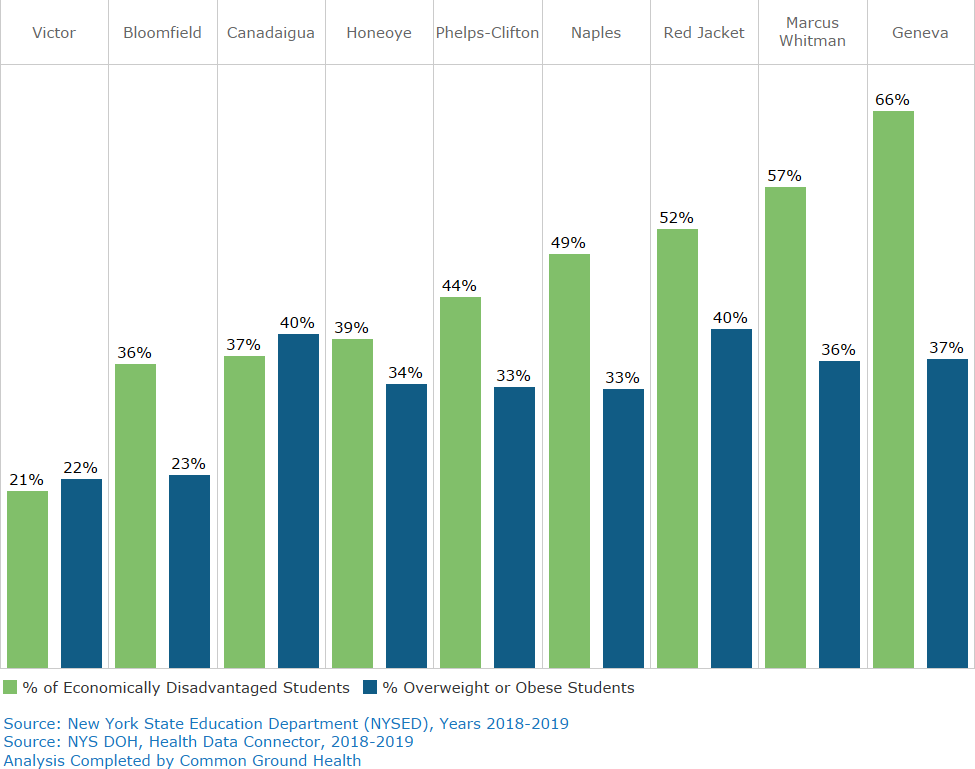 Victor
Bloomfield
Canadaigua
Honeoye
Phelps-Clifton
Naples
Red Jacket
Marcus
Whitman
Geneva
21%
22%
36%
23%
37%
40%
39%
34%
44%
33%
49%
33%
52%
40%
57%
36%
66%
37%
% of Economically Disadvantaged Students
% Overweight or Obese Students
Source: New York State Education Department (NYSED), Years 2018-2019
Source: NYS DOH, Health Data Connector, 2018-2019
Analysis Completed by Common Ground Health